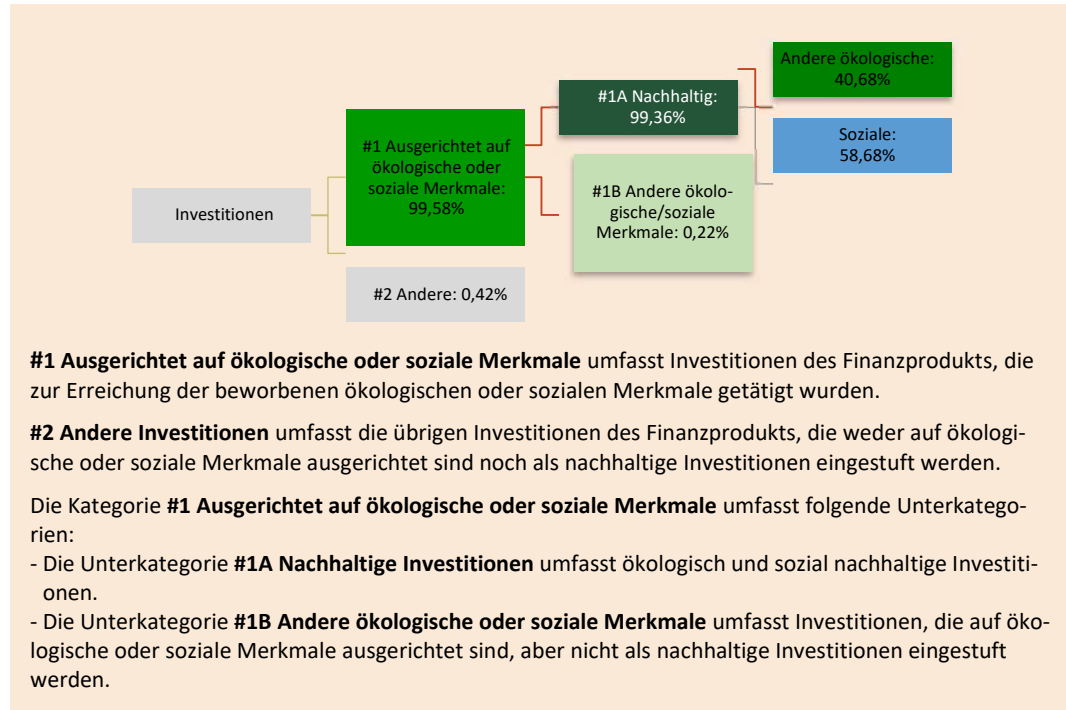 Andere ökologische:
40,68%
#1A Nachhaltig:
99,36%
Soziale:
58,68%
#1 Ausgerichtet auf
ökologische oder
soziale Merkmale:
99,58%
#1B Andere ökolo-
gische/soziale
Merkmale: 0,22%
Investitionen
#2 Andere: 0,42%
#1 Ausgerichtet auf ökologische oder soziale Merkmale umfasst Investitionen des Finanzprodukts, die
zur Erreichung der beworbenen ökologischen oder sozialen Merkmale getätigt wurden.
#2 Andere Investitionen umfasst die übrigen Investitionen des Finanzprodukts, die weder auf ökologi-
sche oder soziale Merkmale ausgerichtet sind noch als nachhaltige Investitionen eingestuft werden.
Die Kategorie #1 Ausgerichtet auf ökologische oder soziale Merkmale umfasst folgende Unterkatego-
rien:
- Die Unterkategorie #1A Nachhaltige Investitionen umfasst ökologisch und sozial nachhaltige Investiti-
onen.
- Die Unterkategorie #1B Andere ökologische oder soziale Merkmale umfasst Investitionen, die auf öko-
logische oder soziale Merkmale ausgerichtet sind, aber nicht als nachhaltige Investitionen eingestuft
werden.